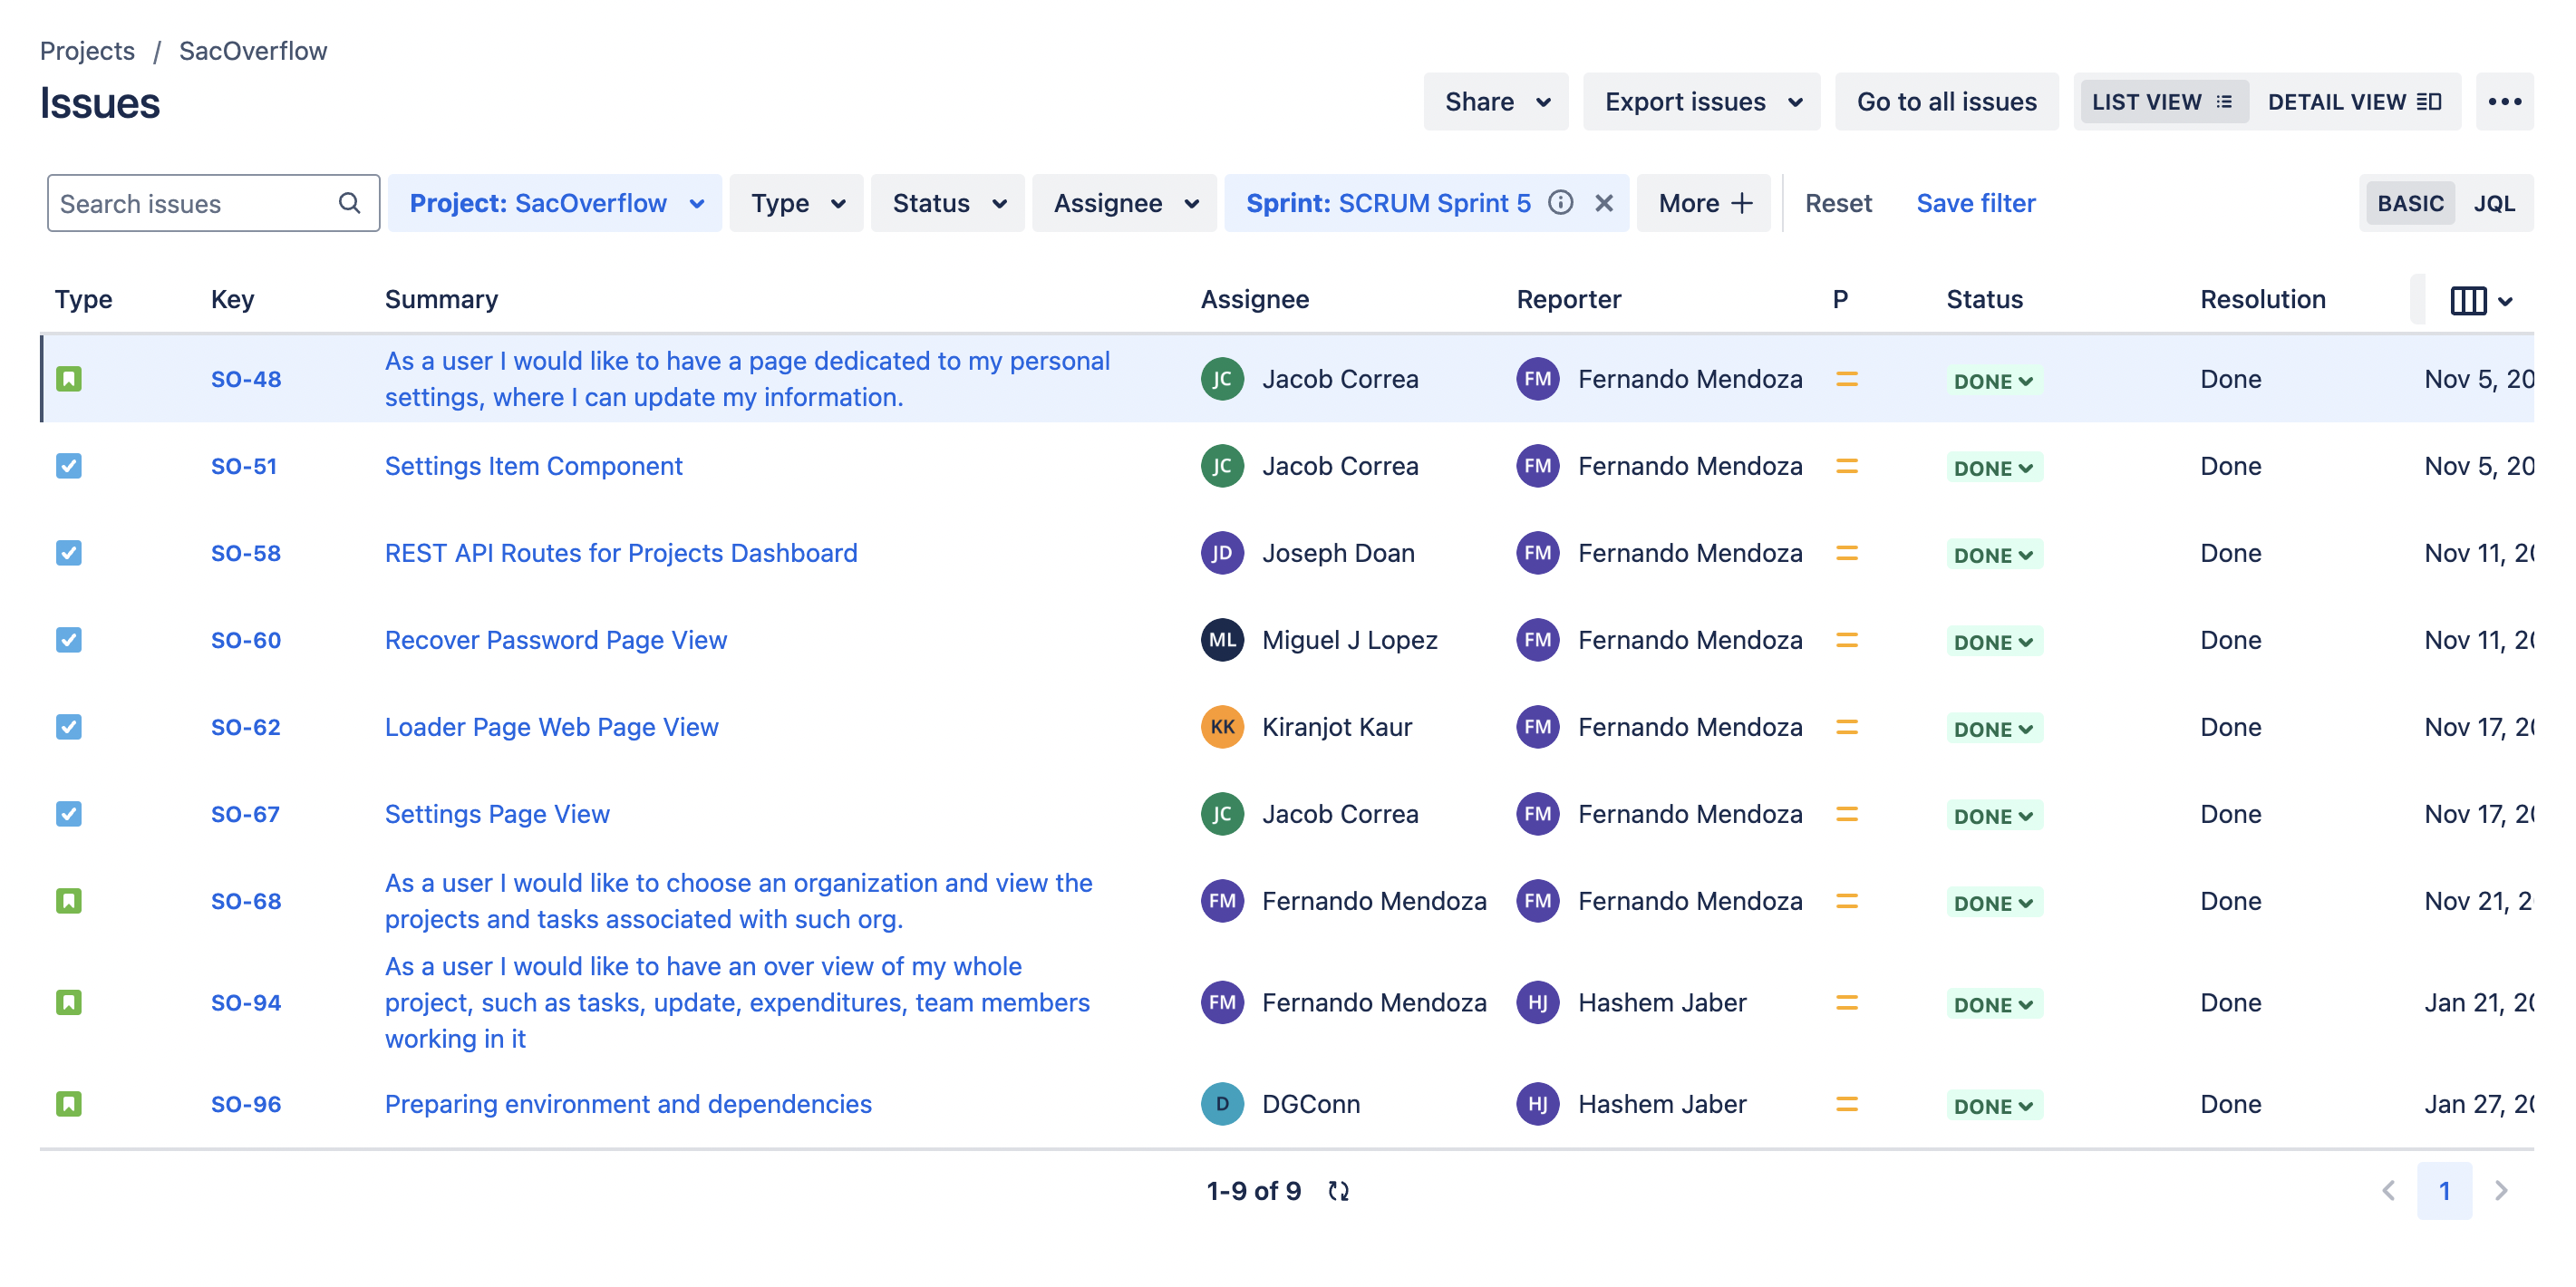 Projects / SacOverflow
Issues
Share
Export issues
Go to all issues
LIST VIEW
DETAIL VIEW
Search issues
Project: SacOverflow
Type
Status
Assignee
Sprint: SCRUM Sprint 5
More
Reset
Save filter
BASIC
JQL
Type Key Summary Assignee Reporter P Status Resolution
SO-48 As a user I would like to have a page dedicated to my personal
settings, where I can update my information.
JC Jacob Correa FM Fernando Mendoza DONE Done Nov 5, 20
SO-51 Settings Item Component JC Jacob Correa FM Fernando Mendoza DONE Done Nov 5, 20
SO-58 REST API Routes for Projects Dashboard JD Joseph Doan FM Fernando Mendoza DONE Done Nov 11, 20
SO-60 Recover Password Page View ML Miguel J Lopez FM Fernando Mendoza DONE Done Nov 11, 20
SO-62 Loader Page Web Page View KK Kiranjot Kaur FM Fernando Mendoza DONE Done Nov 17, 20
SO-67 Settings Page View JC Jacob Correa FM Fernando Mendoza DONE Done Nov 17, 20
SO-68 As a user I would like to choose an organization and view the
projects and tasks associated with such org.
FM Fernando Mendoza FM Fernando Mendoza DONE Done Nov 21, 2
SO-94 As a user I would like to have an over view of my whole
project, such as tasks, update, expenditures, team members
working in it
FM Fernando Mendoza HJ Hashem Jaber DONE Done Jan 21, 20
SO-96 Preparing environment and dependencies D DGConn HJ Hashem Jaber DONE Done Jan 27, 20
1-9 of 9
1